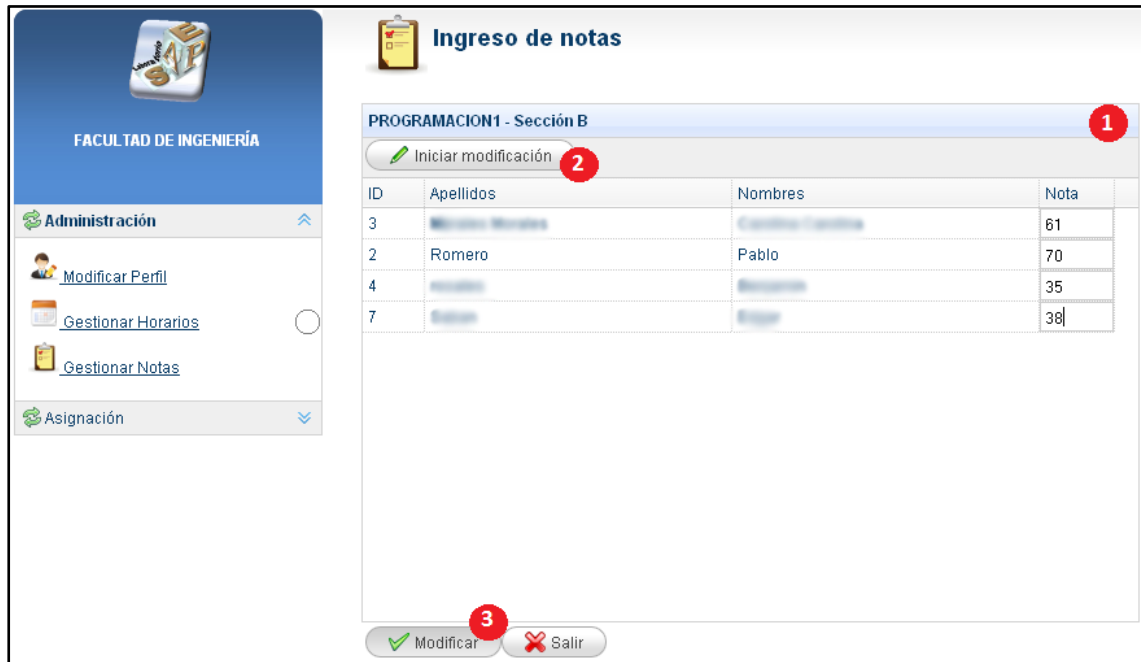 Ingreso de notas
FACULTAD DE INGENIERÍA
Administración
Modificar Perfil
Gestionar Horarios
Gestionar Notas
Asignación
PROGRAMACION1 - Sección B
1
Iniciar modificación
2
ID Apellidos Nombres Nota
3 61
2 Romero Pablo 70
4 35
7 38
3
Modificar Salir